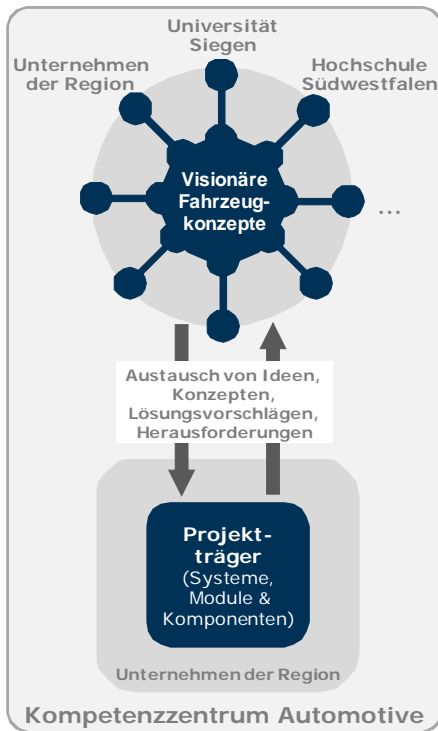 Universität
Siegen
Unternehmen
der Region
Hochschule
Südwestfalen
Visionäre
Fahrzeug-
konzepte
...
Austausch von Ideen,
Konzepten,
Lösungsvorschlägen,
Herausforderungen
Projekt-
träger
(Systeme,
Module &
Komponenten)
Unternehmen der Region
Kompetenzzentrum Automotive